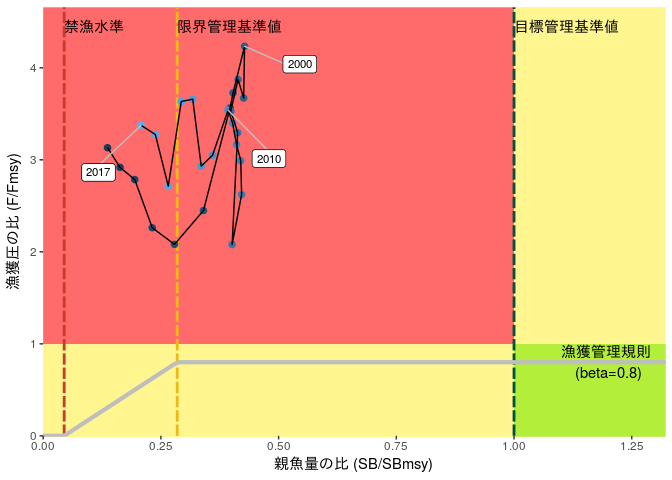 禁漁水準
限界管理基準値
目標管理基準値
2000
2010
2017
漁獲管理規則
(beta=0.8)
漁獲圧の比 (F/Fmsy)
4
3
2
1
0
0.00
0.25
0.50
0.75
1.00
1.25
親魚量の比 (SB/SBmsy)